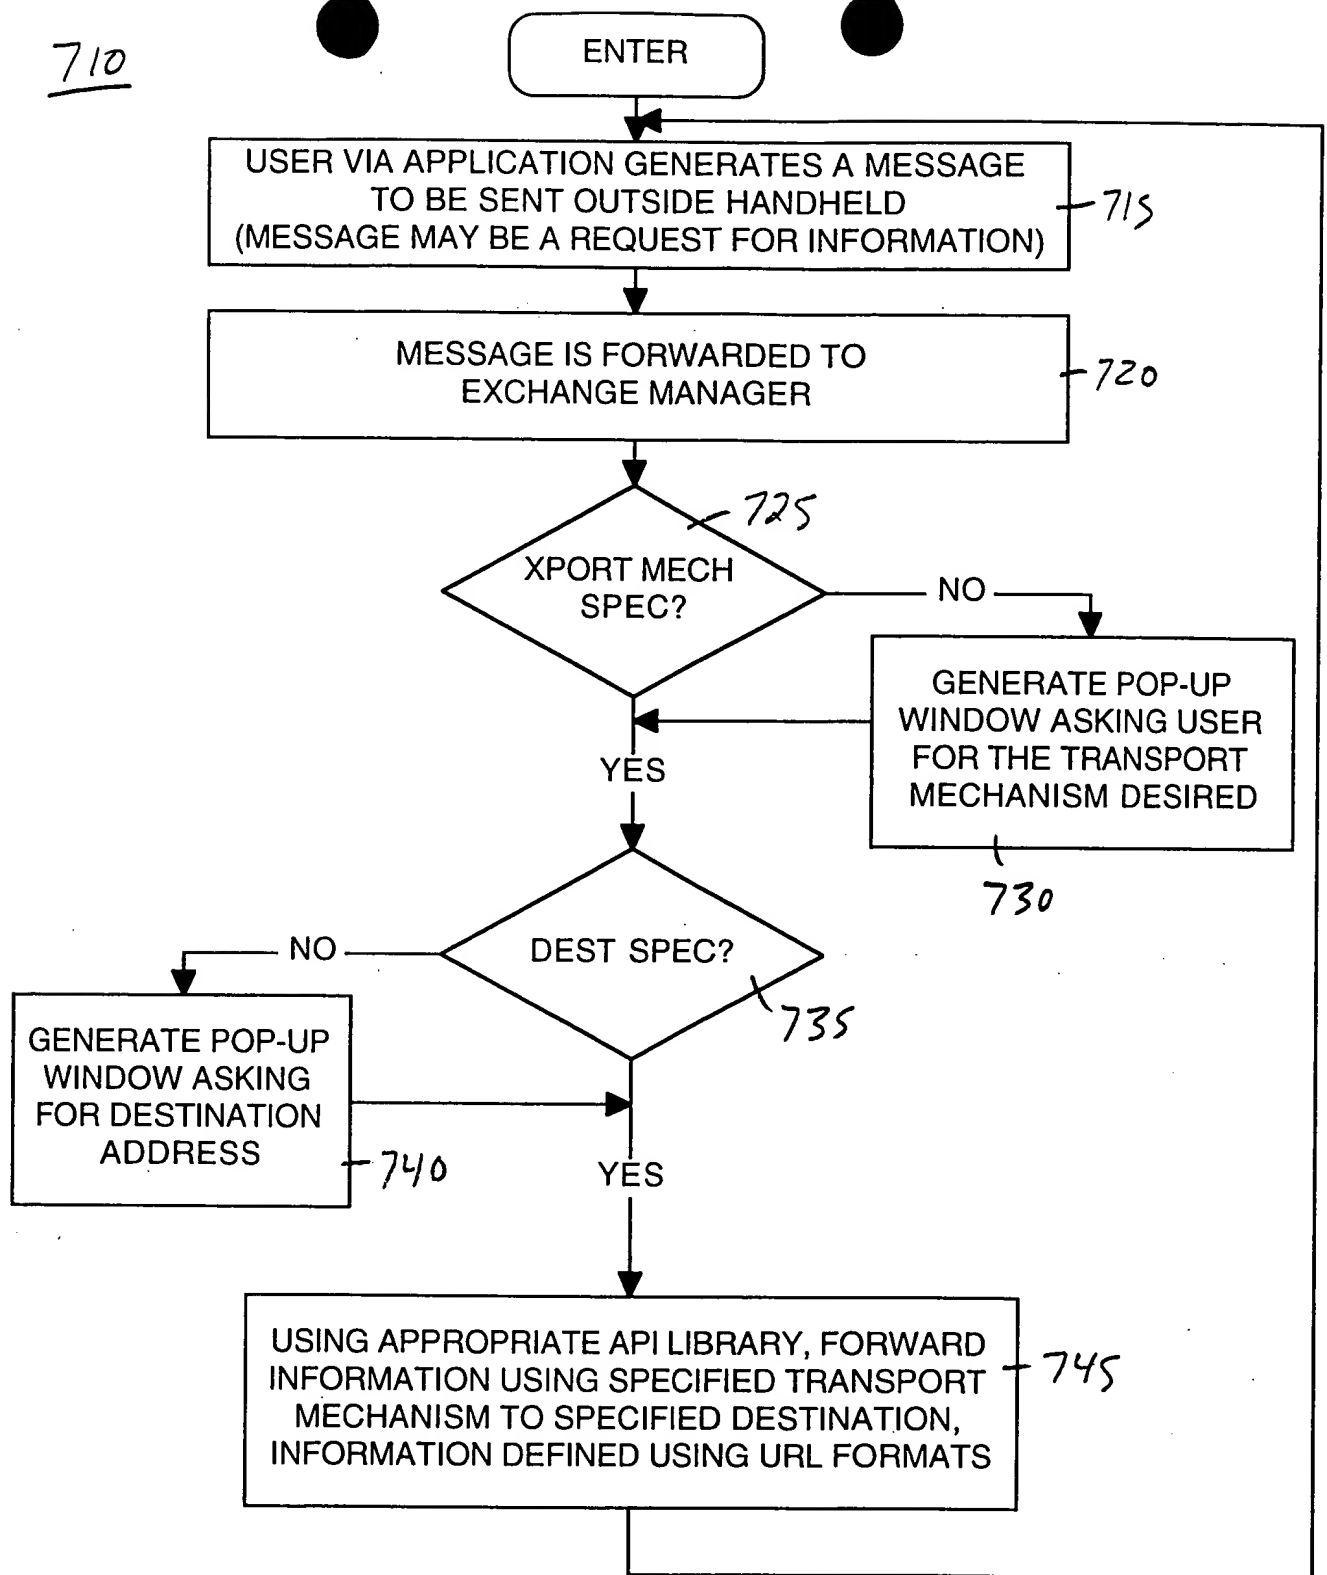 710
ENTER
USER VIA APPLICATION GENERATES A MESSAGE
TO BE SENT OUTSIDE HANDHELD
(MESSAGE MAY BE A REQUEST FOR INFORMATION)
715
MESSAGE IS FORWARDED TO
EXCHANGE MANAGER
720
725
XPORT MECH
SPEC?
NO
GENERATE POP-UP
WINDOW ASKING USER
FOR THE TRANSPORT
MECHANISM DESIRED
730
YES
DEST SPEC?
735
NO
GENERATE POP-UP
WINDOW ASKING
FOR DESTINATION
ADDRESS
740
YES
USING APPROPRIATE API LIBRARY, FORWARD
INFORMATION USING SPECIFIED TRANSPORT
MECHANISM TO SPECIFIED DESTINATION,
INFORMATION DEFINED USING URL FORMATS
745